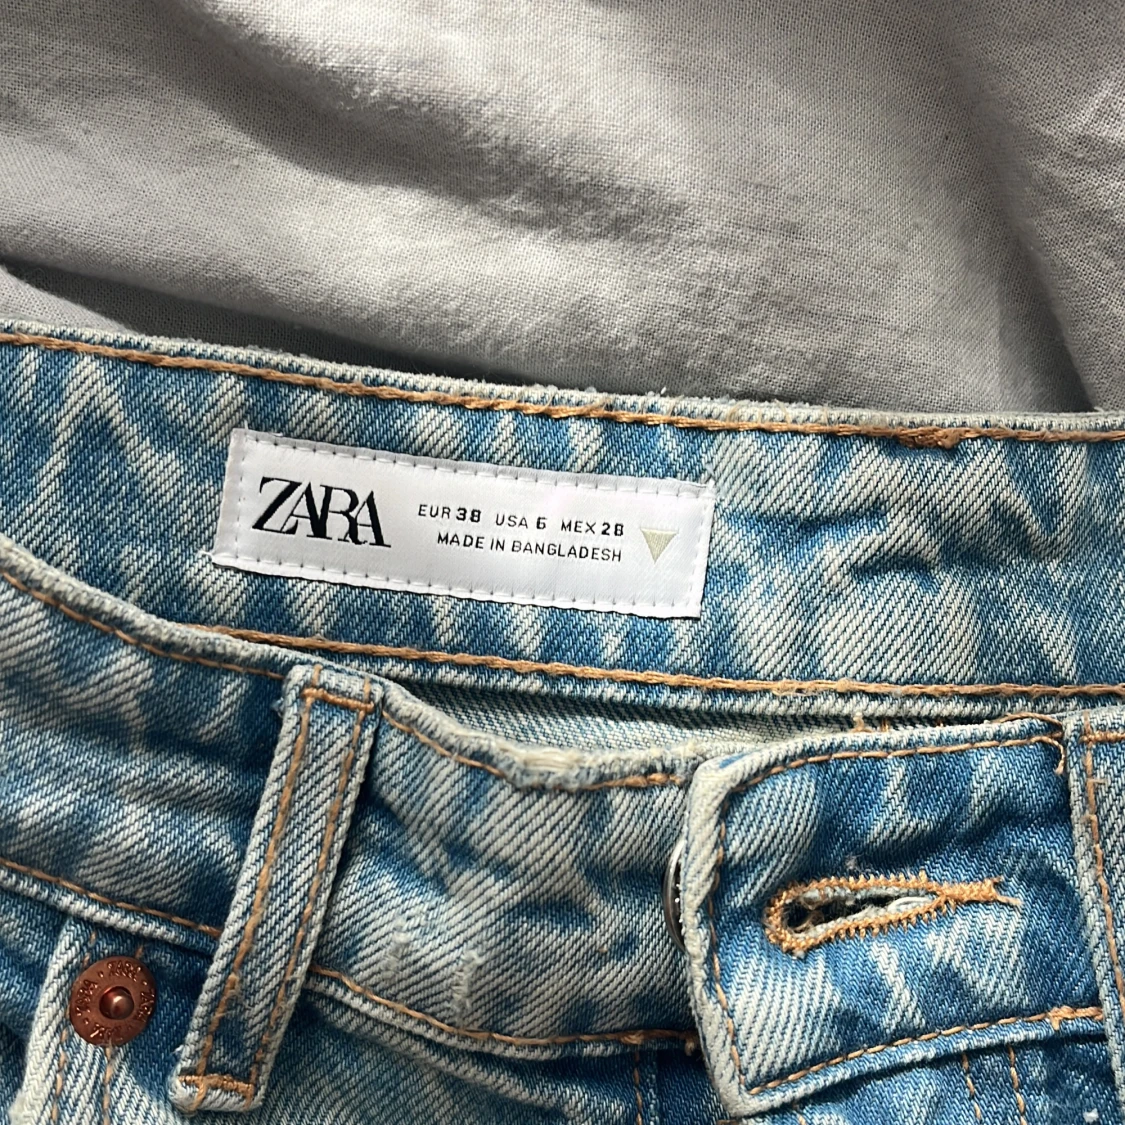 ZARA
EUR 38 USA 6 MEX 28
MADE IN BANGLADESH